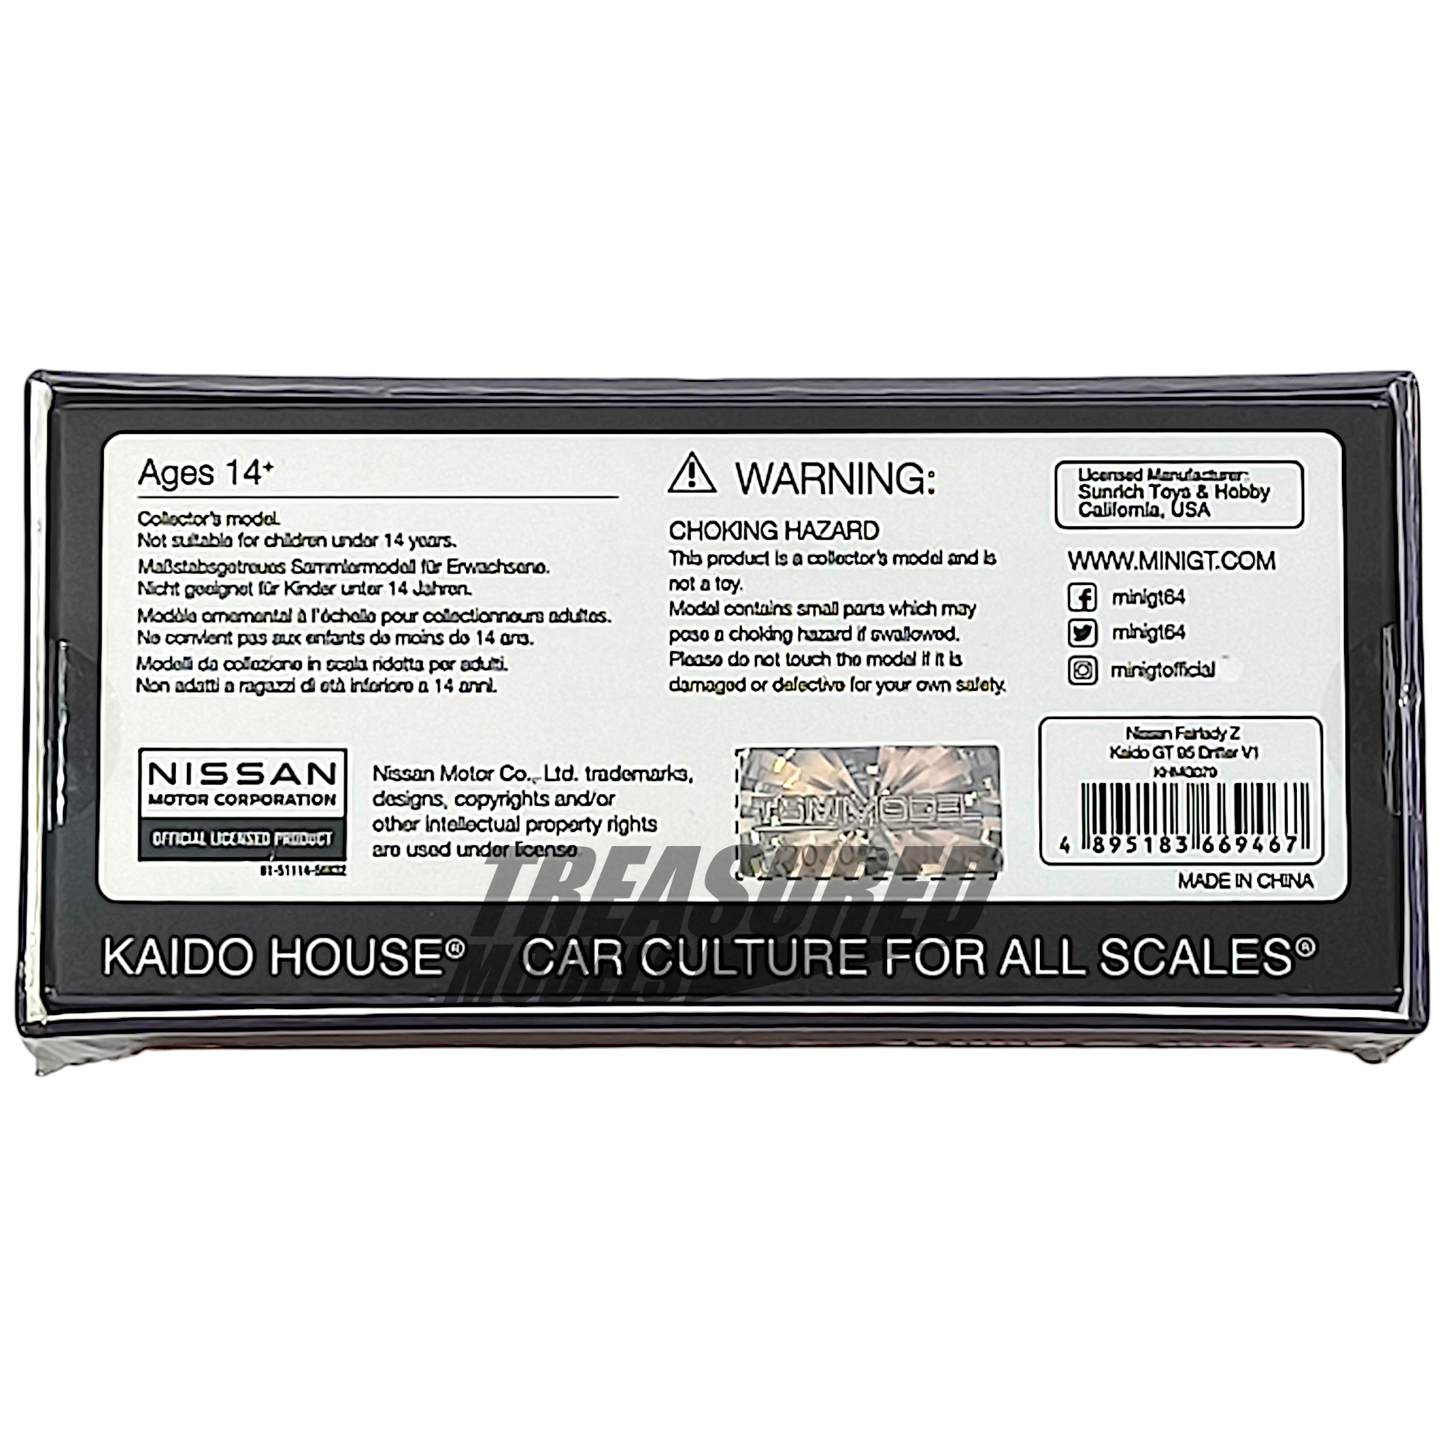 Ages 14+
Collector's model.
Not suitable for children under 14 years.
Maßstabsgetreues Sammlermodell für Erwachsene.
Nicht geeignet für Kinder unter 14 Jahren.
Modèle ornemental à l'échelle pour collectionneurs adultes.
Ne convient pas aux enfants de moins de 14 ans.
Modelli da collezione in scala ridotta per adulti.
Non adatti a ragazzi di età inferiore a 14 anni.
WARNING:
CHOKING HAZARD
This product is a collector's model and is
not a toy.
Model contains small parts which may
pose a choking hazard if swallowed.
Please do not touch the model if it is
damaged or defective for your own safety.
Licensed Manufacturer:
Sunrich Toys & Hobby
California, USA
WWW.MINIGT.COM
minigt64
minigt64
minigtofficial
NISSAN
MOTOR CORPORATION
OFFICIAL LICENSED PRODUCT
Nissan Motor Co., Ltd. trademarks,
designs, copyrights and/or
other intellectual property rights
are used under license.
TSMMODEL
Nissan Fairlady Z
Kaido GT 95 Drifter V1
KHMG079
4 895183 669467
MADE IN CHINA
TREASURED
MODELS
KAIDO HOUSE® CAR CULTURE FOR ALL SCALES®